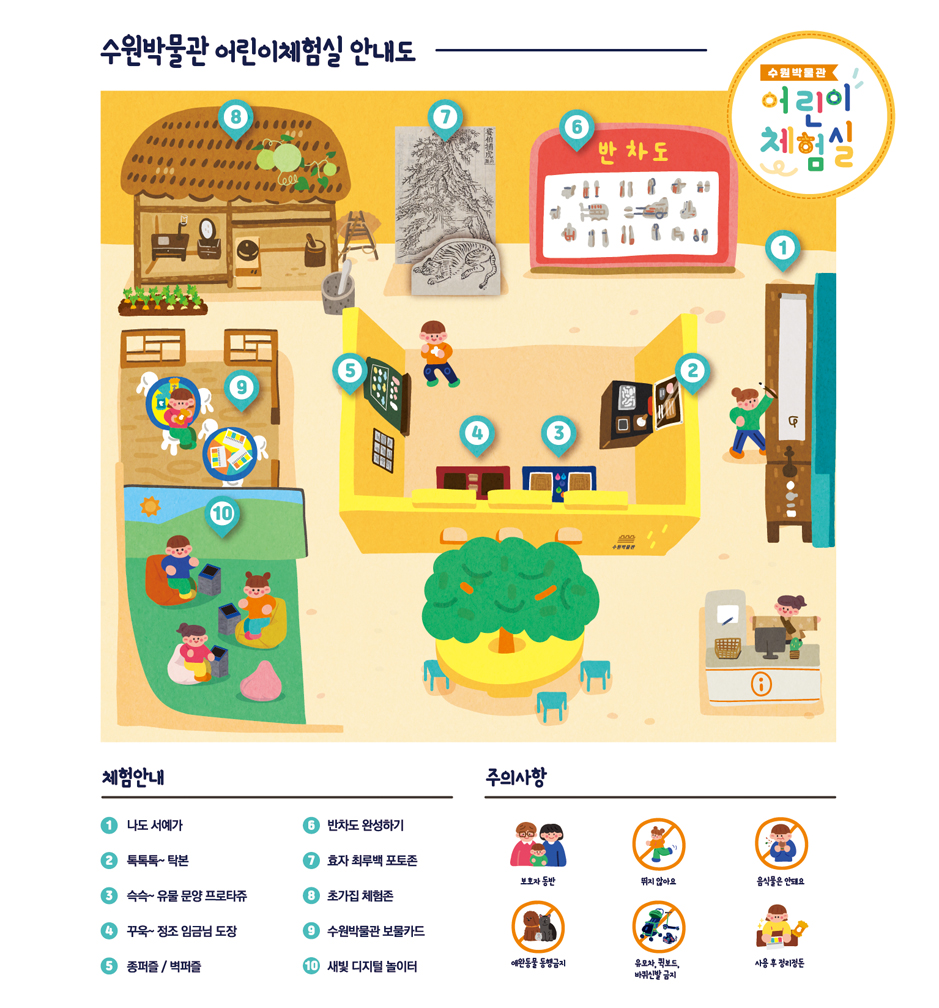 수원박물관 어린이체험실 안내도
수원박물관
어린이
체험실
8
7
6
반차도
1
5
2
9
4
3
10
수원박물관
체험안내
1 나도 서예가
2 톡톡톡~ 탁본
3 슥슥~ 유물 문양 프로타쥬
4 꾸욱~ 정조 임금님 도장
5 종퍼즐 / 벽퍼즐
6 반차도 완성하기
7 효자 최루백 포토존
8 초가집 체험존
9 수원박물관 보물카드
10 새빛 디지털 놀이터
주의사항
보호자 동반
뛰지 않아요
음식물은 안돼요
애완동물 동행금지
유모차, 퀵보드,
바퀴신발 금지
사용 후 정리정돈